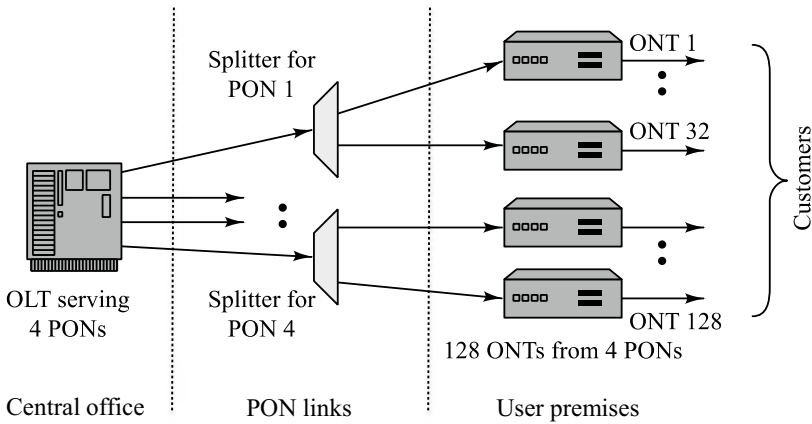 Splitter for
PON 1
ONT 1
ONT 32
Customers
OLT serving
4 PONs
Splitter for
PON 4
ONT 128
128 ONTs from 4 PONs
Central office
PON links
User premises